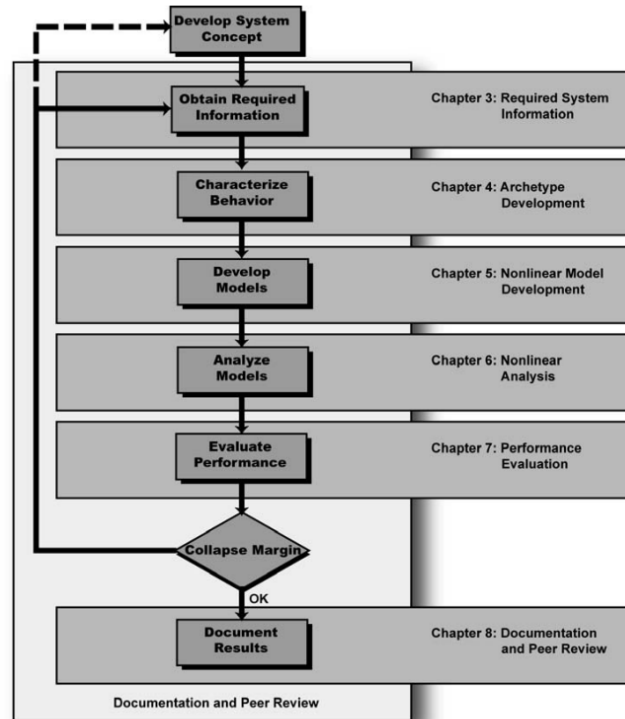 Develop System
Concept
Obtain Required
Information
Chapter 3: Required System
Information
Characterize
Behavior
Chapter 4: Archetype
Development
Develop
Models
Chapter 5: Nonlinear Model
Development
Analyze
Models
Chapter 6: Nonlinear
Analysis
Evaluate
Performance
Chapter 7: Performance
Evaluation
Collapse Margin
OK
Document
Results
Chapter 8: Documentation
and Peer Review
Documentation and Peer Review